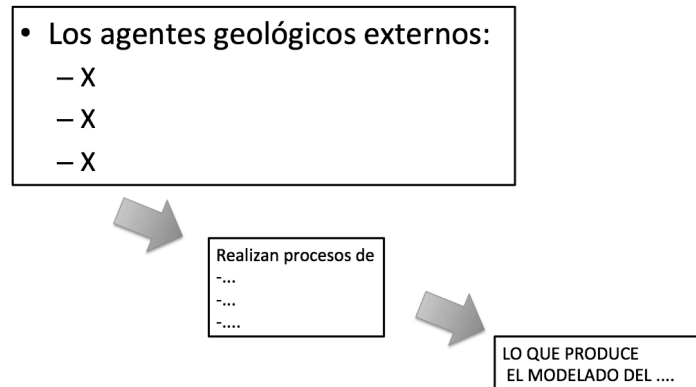 • Los agentes geológicos externos:
– X
– X
– X
Realizan procesos de
-...
-...
-....
LO QUE PRODUCE
EL MODELADO DEL ....